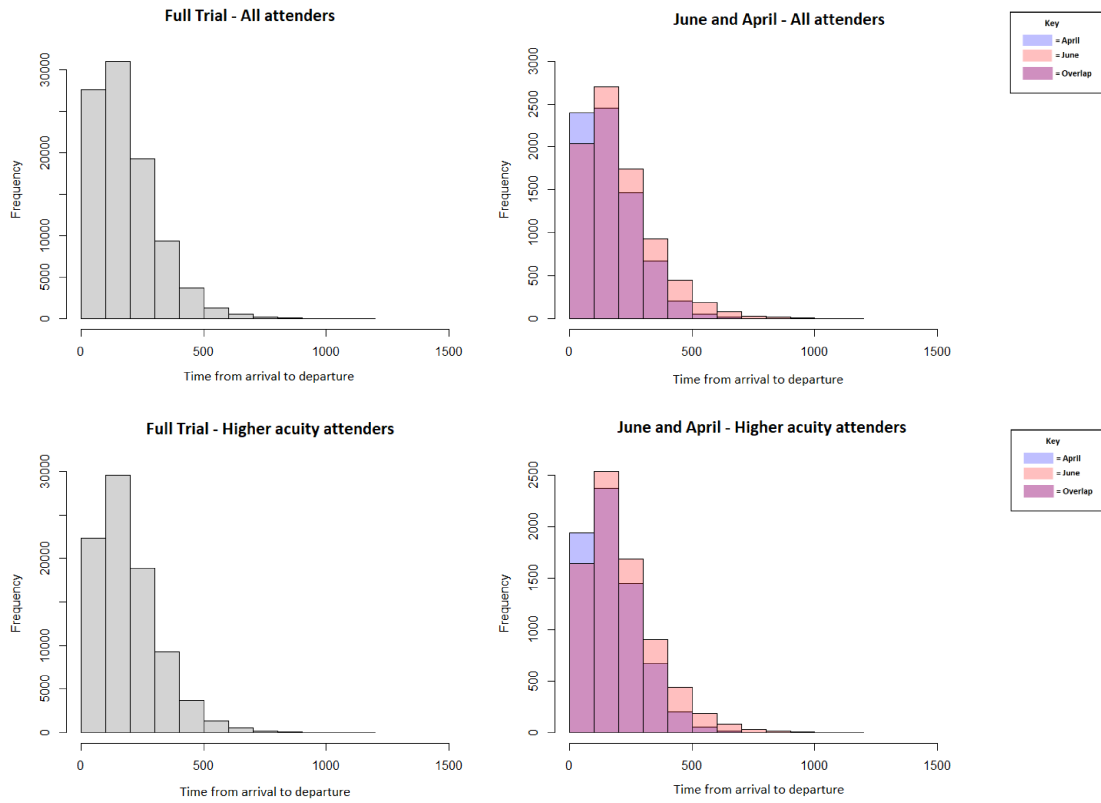 Full Trial - All attenders
Frequency
30000
20000
10000
0
0
500
1000
1500
Time from arrival to departure
June and April - All attenders
Frequency
3000
2500
2000
1500
1000
500
0
0
500
1000
1500
Time from arrival to departure
Key
= April
= June
= Overlap
Full Trial - Higher acuity attenders
Frequency
30000
20000
10000
5000
0
0
500
1000
1500
Time from arrival to departure
June and April - Higher acuity attenders
Frequency
2500
2000
1500
1000
500
0
0
500
1000
1500
Time from arrival to departure
Key
= April
= June
= Overlap